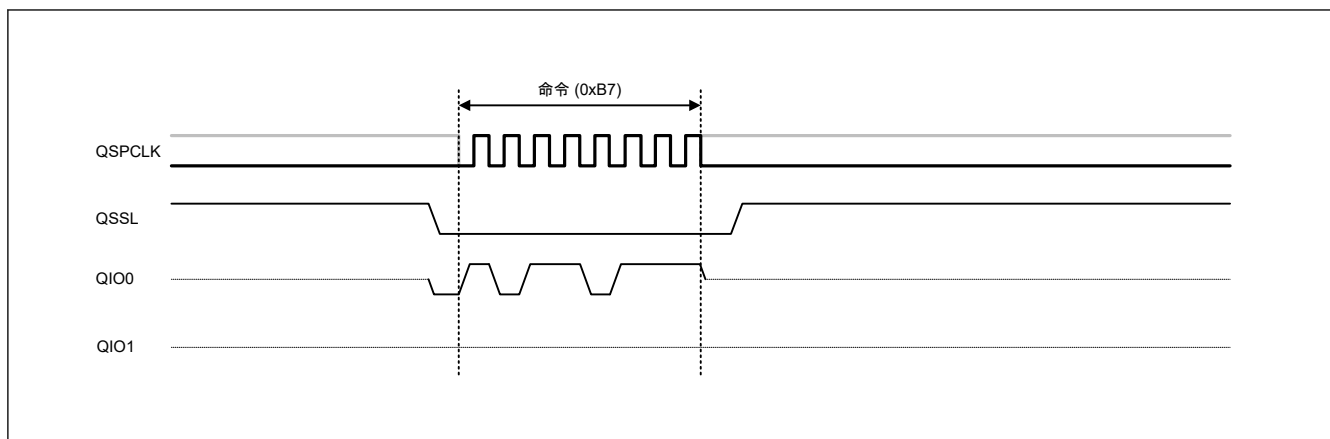 命令 (0xB7)
QSPCLK
QSSL
QIO0
QIO1